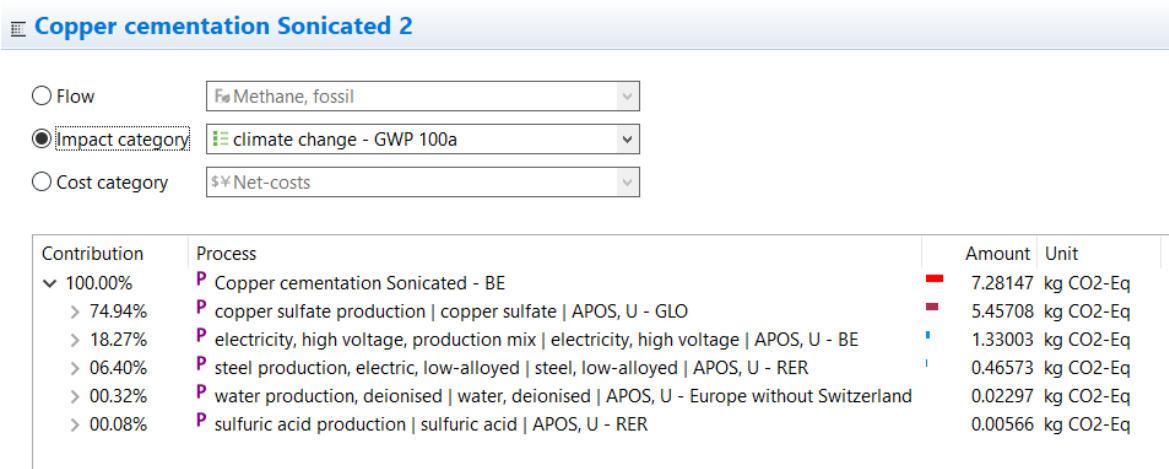 Copper cementation Sonicated 2
Flow Methane, fossil
Impact category climate change - GWP 100a
Cost category Net-costs
Contribution Process Amount Unit
100.00% P Copper cementation Sonicated - BE 7.28147 kg CO2-Eq
74.94% P copper sulfate production | copper sulfate | APOS, U - GLO 5.45708 kg CO2-Eq
18.27% P electricity, high voltage, production mix | electricity, high voltage | APOS, U - BE 1.33003 kg CO2-Eq
06.40% P steel production, electric, low-alloyed | steel, low-alloyed | APOS, U - RER 0.46573 kg CO2-Eq
00.32% P water production, deionised | water, deionised | APOS, U - Europe without Switzerland 0.02297 kg CO2-Eq
00.08% P sulfuric acid production | sulfuric acid | APOS, U - RER 0.00566 kg CO2-Eq